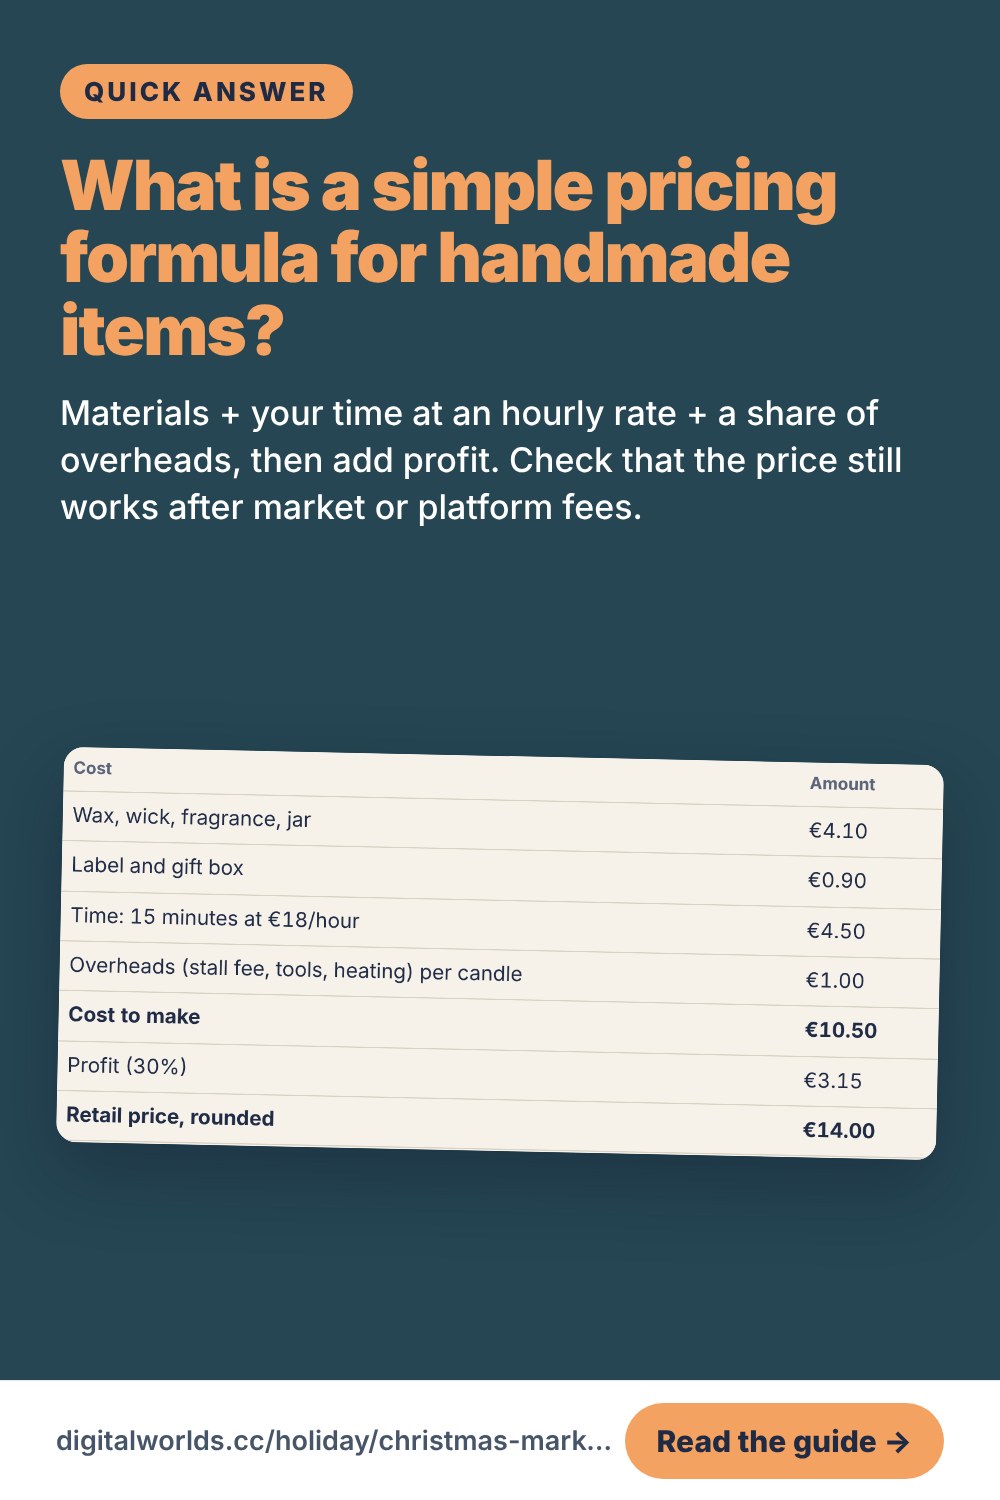 QUICK ANSWER
What is a simple pricing
formula for handmade
items?
Materials + your time at an hourly rate + a share of
overheads, then add profit. Check that the price still
works after market or platform fees.
Cost Amount
Wax, wick, fragrance, jar €4.10
Label and gift box €0.90
Time: 15 minutes at €18/hour €4.50
Overheads (stall fee, tools, heating) per candle €1.00
Cost to make €10.50
Profit (30%) €3.15
Retail price, rounded €14.00
digitalworlds.cc/holiday/christmas-mark... Read the guide →